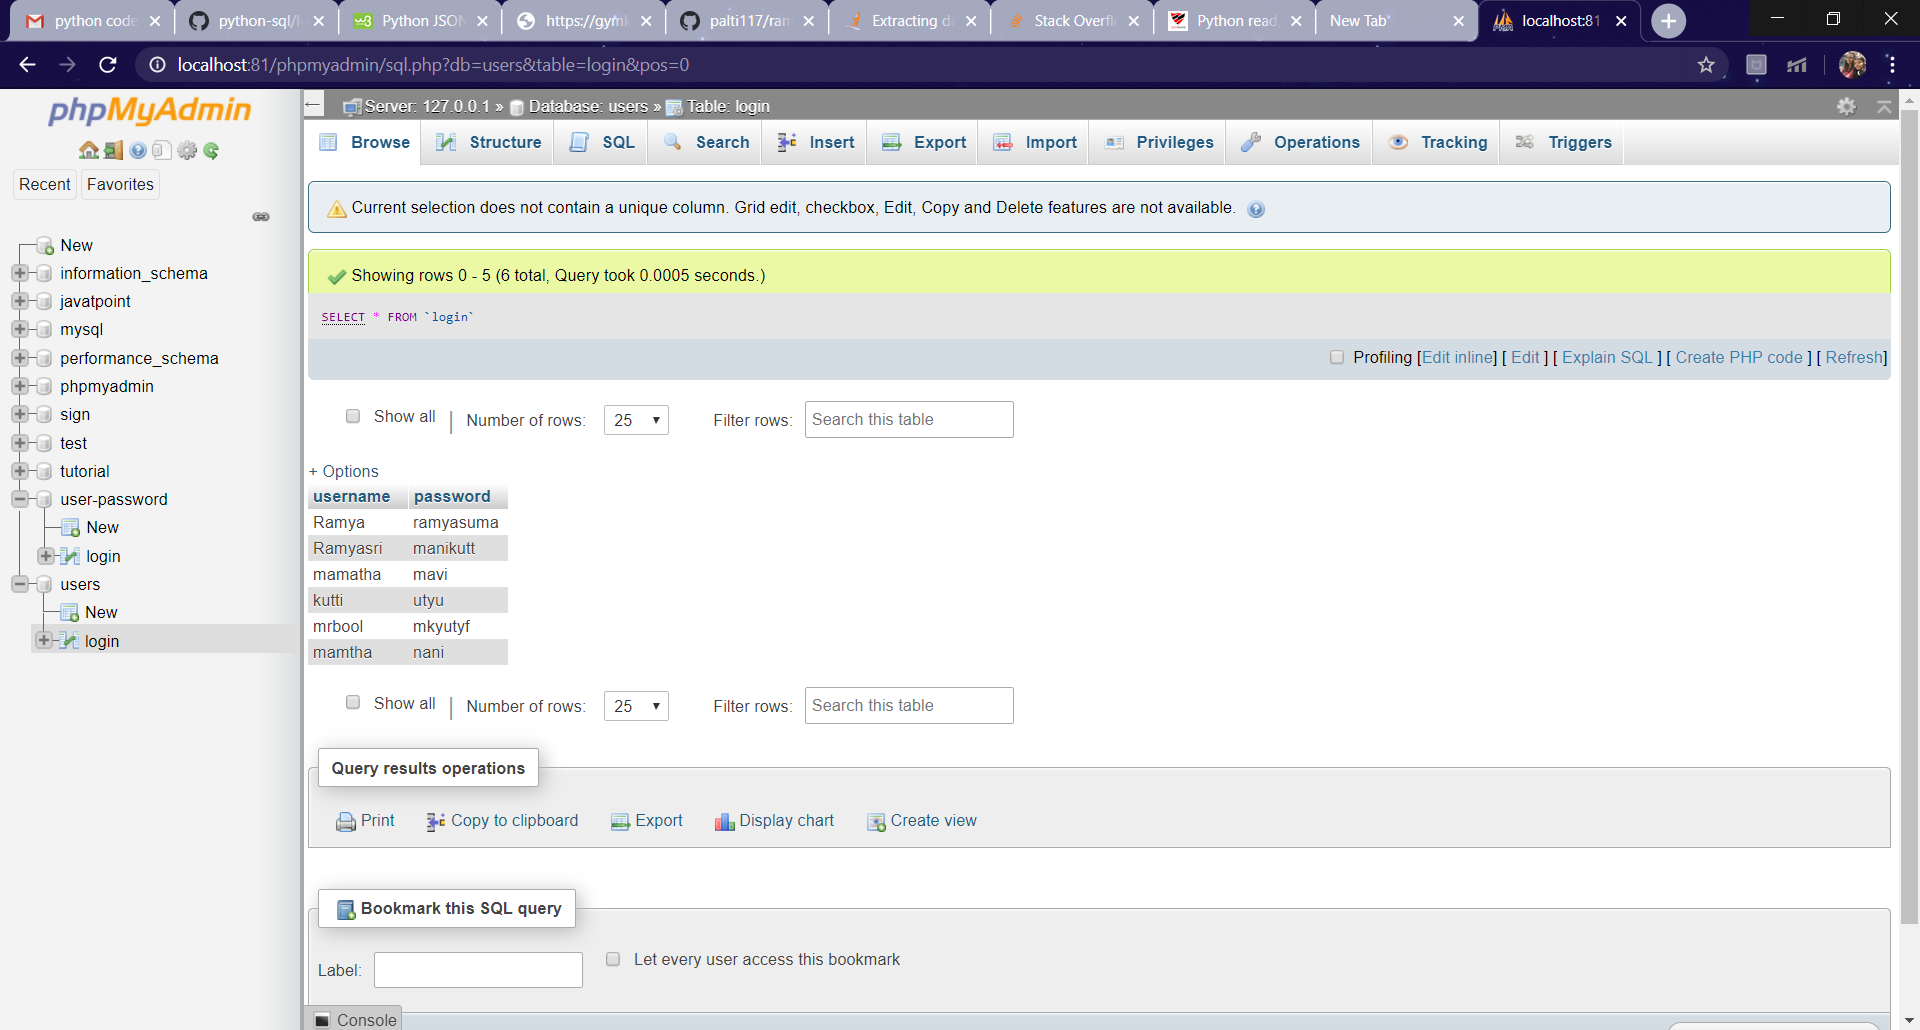 python code
python-sql/l
Python JSON
https://gym
palti117/ram
Extracting d
Stack Overfl
Python read
New Tab
localhost:81
localhost:81/phpmyadmin/sql.php?db=users&table=login&pos=0
phpMyAdmin
Recent Favorites
New
information_schema
javatpoint
mysql
performance_schema
phpmyadmin
sign
test
tutorial
user-password
New
login
users
New
login
Server: 127.0.0.1 » Database: users » Table: login
Browse Structure SQL Search Insert Export Import Privileges Operations Tracking Triggers
Current selection does not contain a unique column. Grid edit, checkbox, Edit, Copy and Delete features are not available.
Showing rows 0 - 5 (6 total, Query took 0.0005 seconds.)
SELECT * FROM `login`
Profiling [Edit inline] [ Edit ] [ Explain SQL ] [ Create PHP code ] [ Refresh]
Show all | Number of rows: 25 Filter rows: Search this table
+ Options
username password
Ramya ramyasuma
Ramyasri manikutt
mamatha mavi
kutti utyu
mrbool mkyutyf
mamtha nani
Show all | Number of rows: 25 Filter rows: Search this table
Query results operations
Print Copy to clipboard Export Display chart Create view
Bookmark this SQL query
Label: Let every user access this bookmark
Console